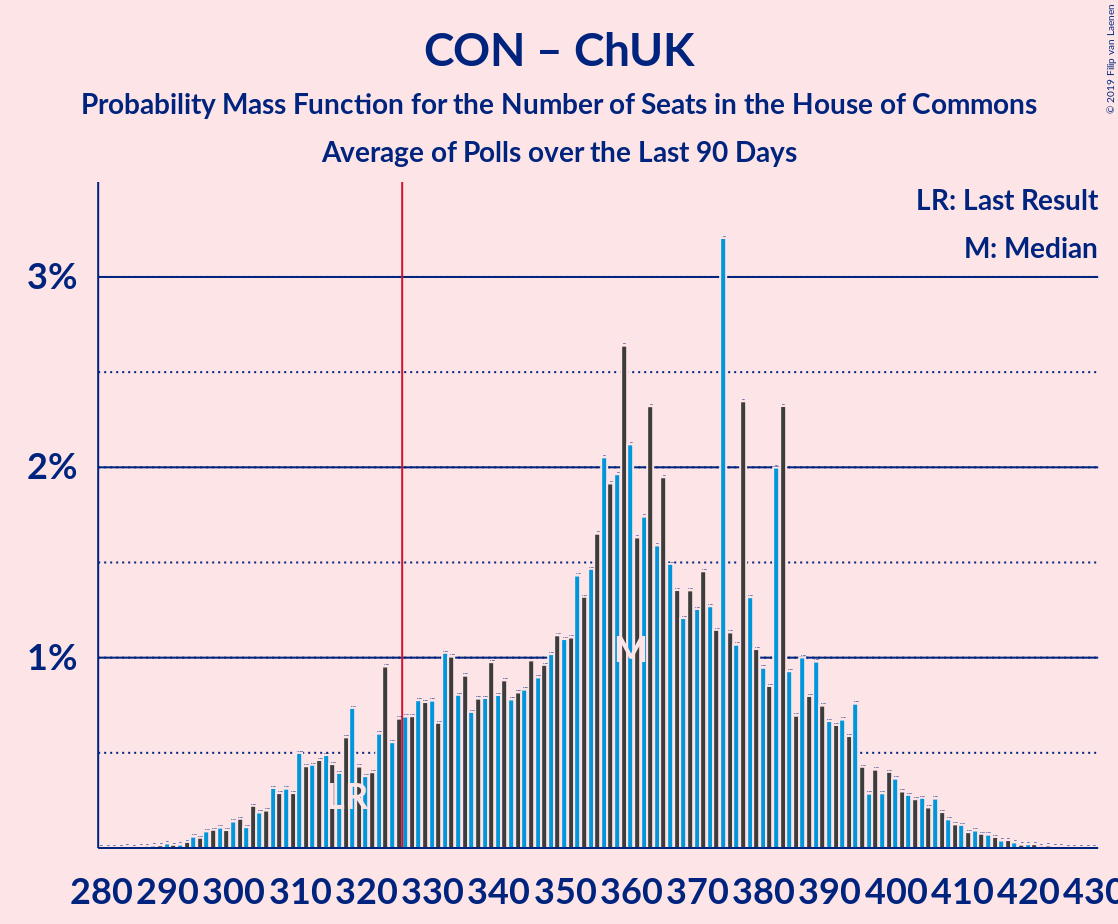 CON – ChUK
Probability Mass Function for the Number of Seats in the House of Commons
Average of Polls over the Last 90 Days
© 2019 Filip van Laenen
LR: Last Result
M: Median
3%
2%
1%
M
LR
280 290 300 310 320 330 340 350 360 370 380 390 400 410 420 430